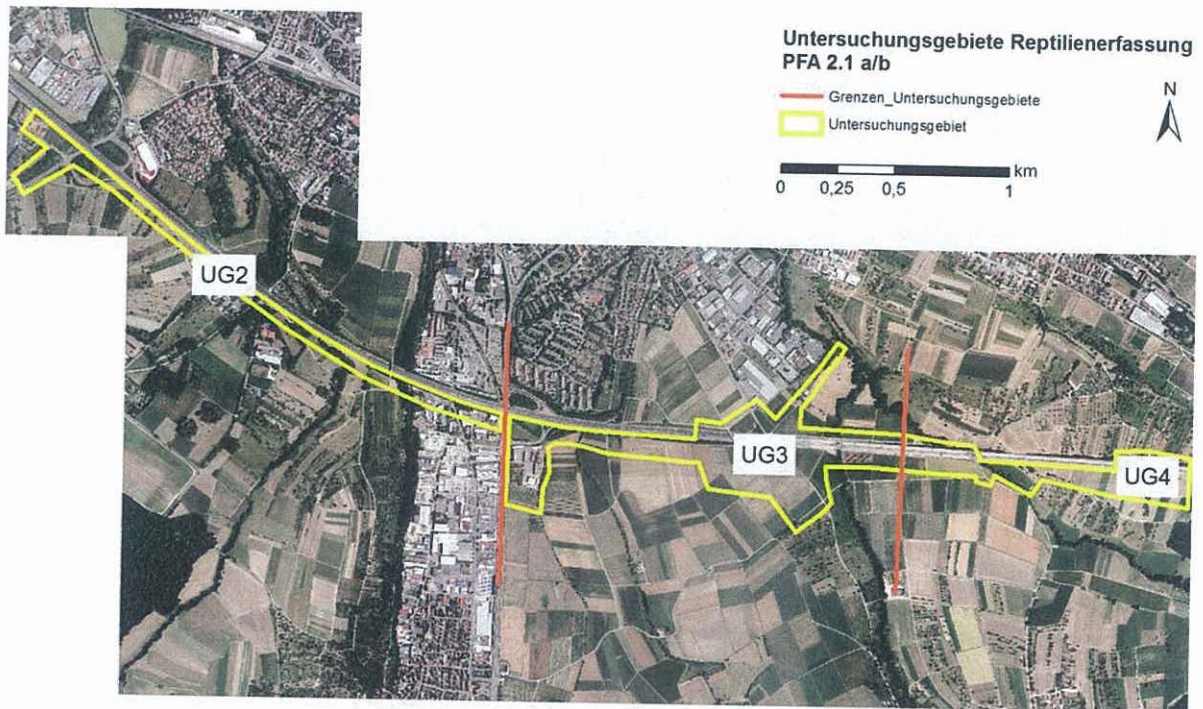 Untersuchungsgebiete Reptilienerfassung
PFA 2.1 a/b
Grenzen_Untersuchungsgebiete
Untersuchungsgebiet
N
km
0 0,25 0,5 1
UG2
UG3
UG4